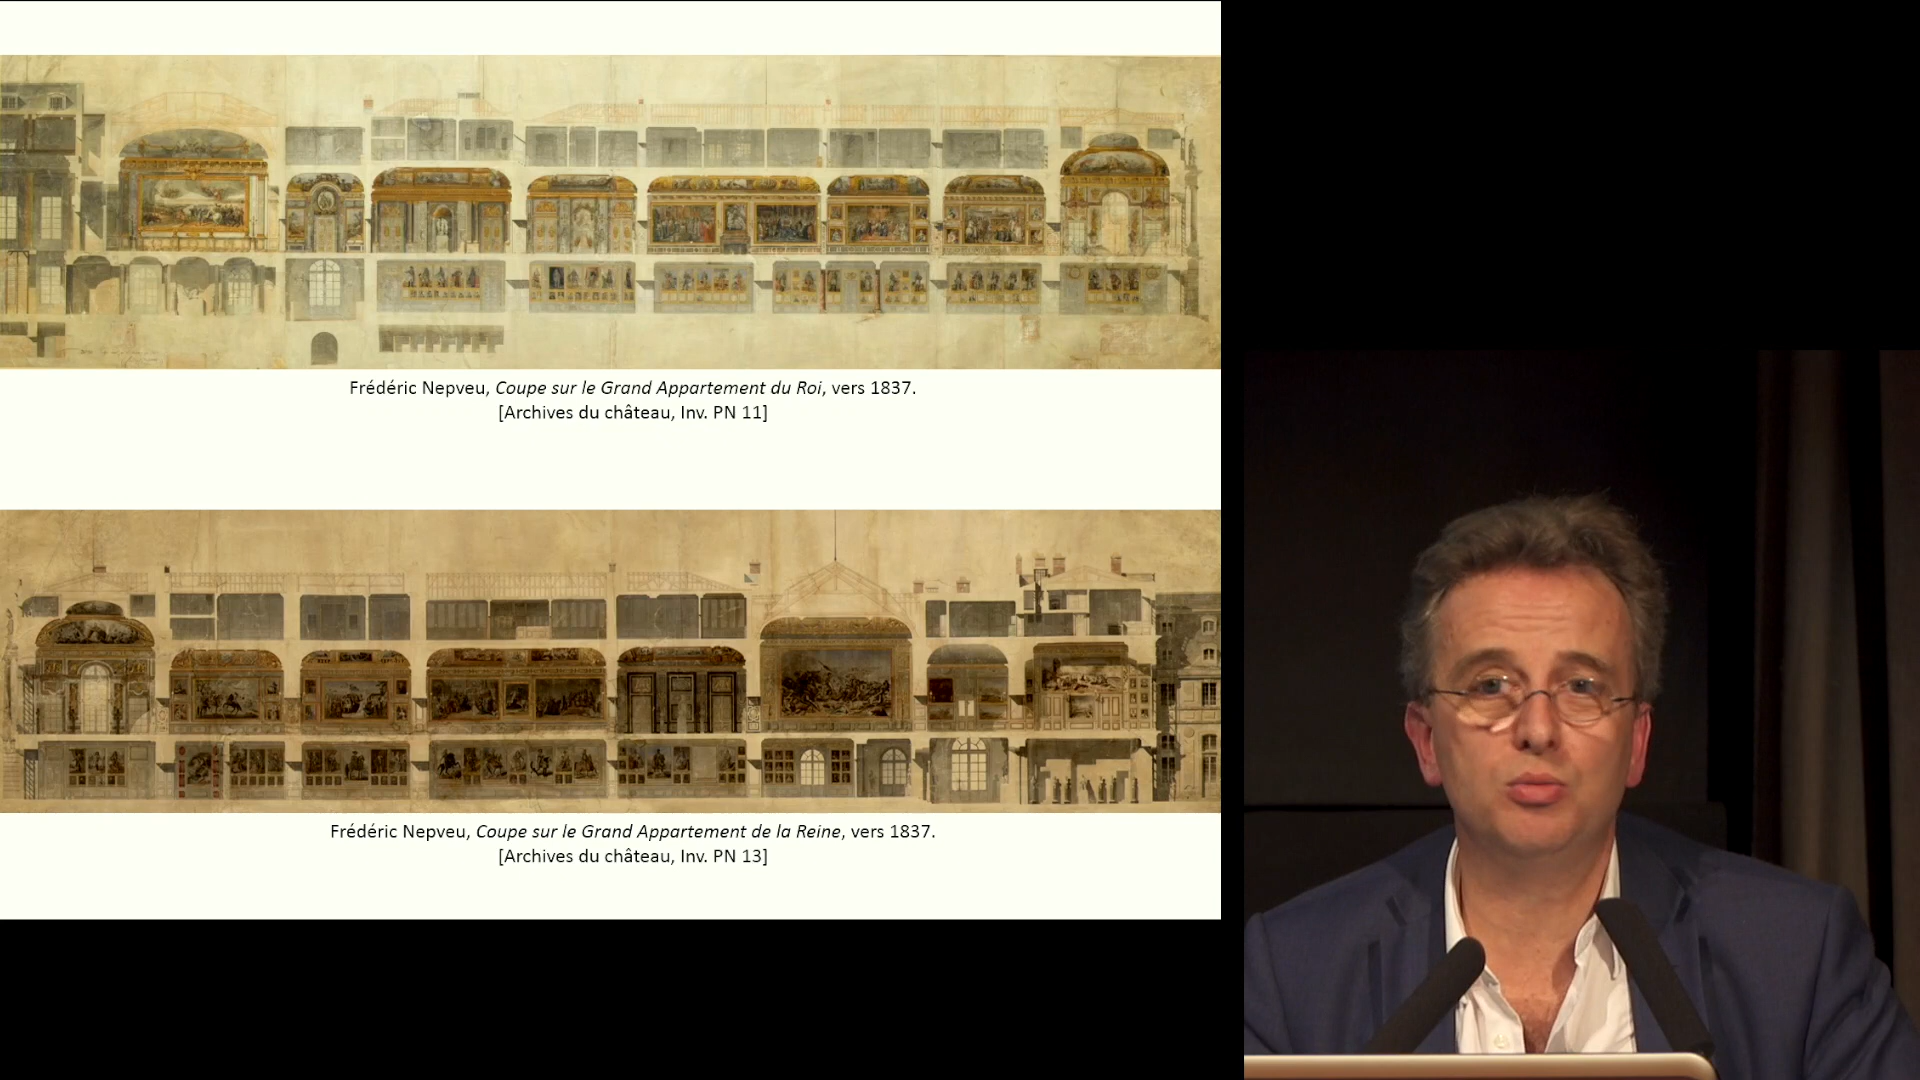 Frédéric Nepveu, Coupe sur le Grand Appartement du Roi, vers 1837.
[Archives du château, Inv. PN 11]
Frédéric Nepveu, Coupe sur le Grand Appartement de la Reine, vers 1837.
[Archives du château, Inv. PN 13]